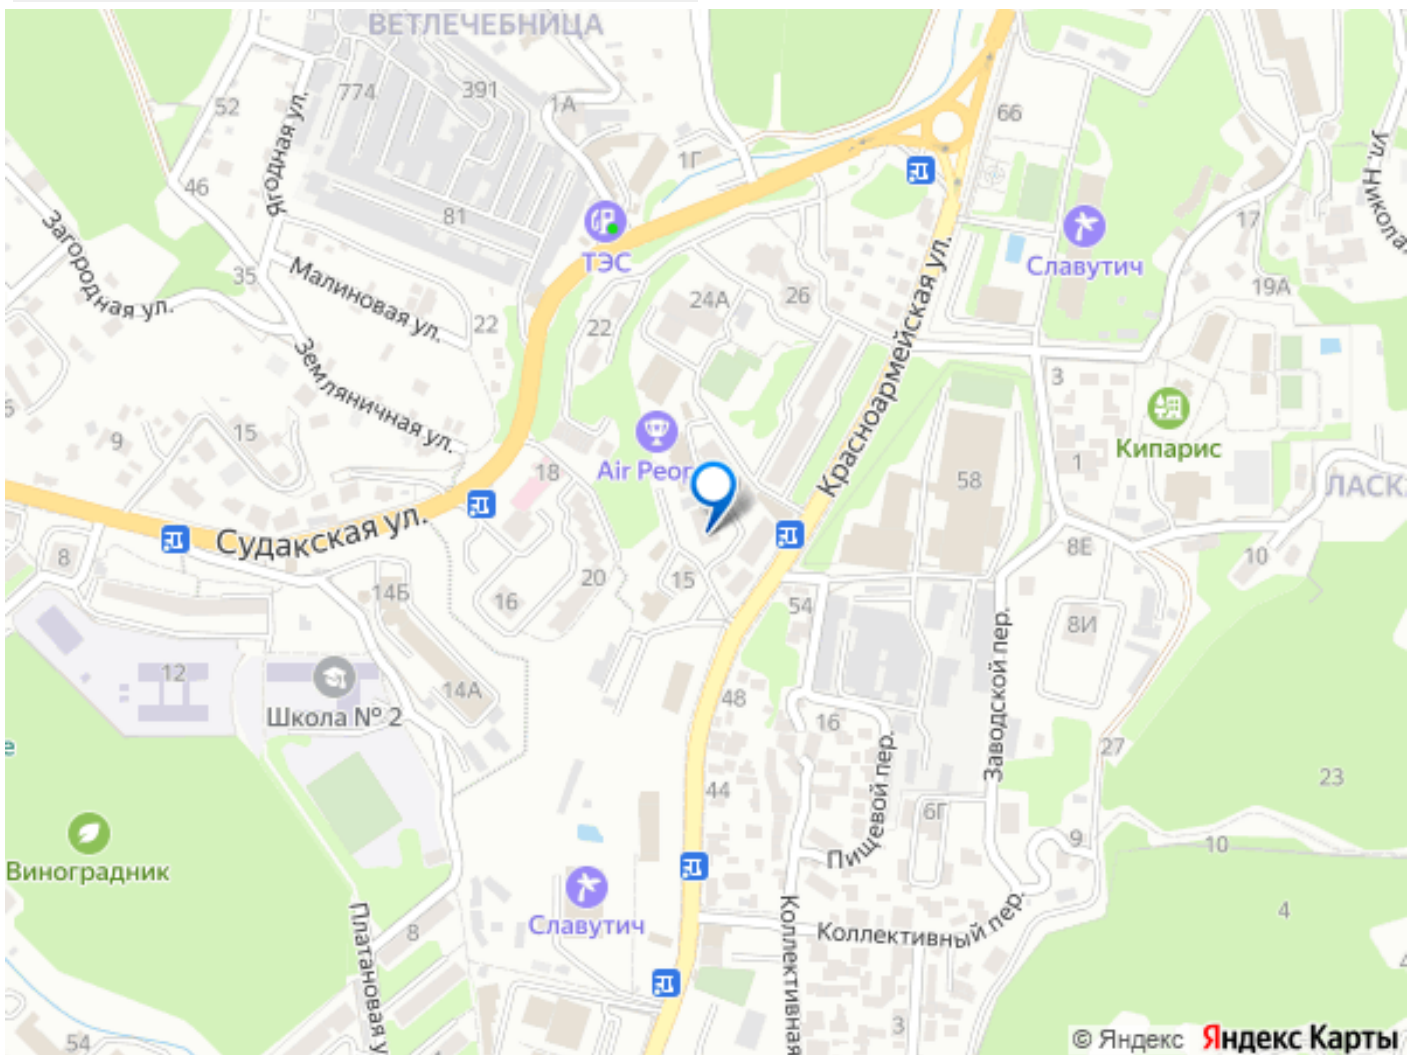 ВЕТЛЕЧЕБНИЦА
774
391
1А
52
66
Ягодная ул.
1Г
ул. Никола
46
81
17
Загородная ул.
ТЭС
Славутич
35
Малиновая ул.
24А
26
19А
22
22
Красноармейская ул.
Земляничная ул.
3
9
15
Кипарис
Air Peop
18
58
1
ЛАСК
Судакская ул.
8
14Б
20
15
16
54
8Е
10
8И
12
14А
Школа № 2
48
16
Заводской пер.
27
23
44
Пищевой пер.
6Г
9
10
Виноградник
Славутич
Коллективная
Коллективный пер.
4
Платановая у
8
54
3
© Яндекс Яндекс Карты